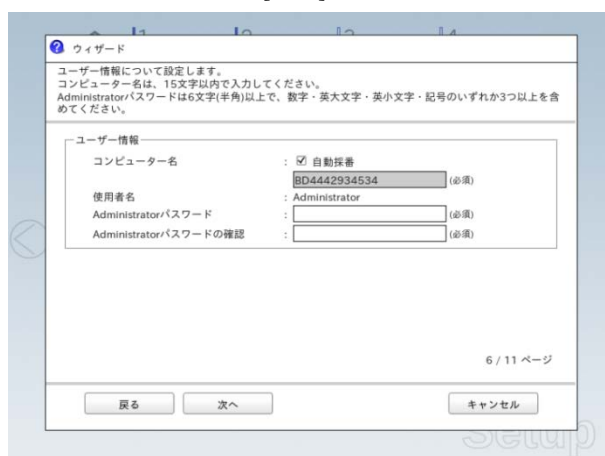 ウィザード
ユーザー情報について設定します。
コンピューター名は、15文字以内で入力してください。
Administratorパスワードは6文字(半角)以上で、数字・英大文字・英小文字・記号のいずれか3つ以上を含
めてください。
ユーザー情報
コンピューター名 : 自動採番
BD4442934534 (必須)
使用者名 : Administrator
Administratorパスワード : (必須)
Administratorパスワードの確認 : (必須)
6 / 11 ページ
戻る 次へ キャンセル
Setup